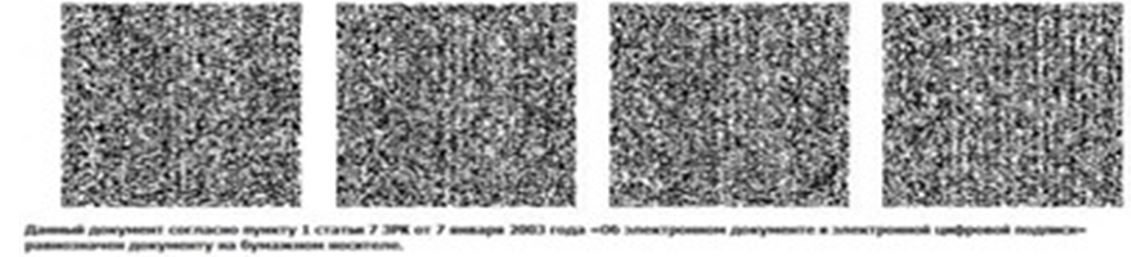 Данный документ согласно пункту 1 статьи 7 ЗРК от 7 января 2003 года «Об электронном документе и электронной цифровой подписи»
равнозначен документу на бумажном носителе.